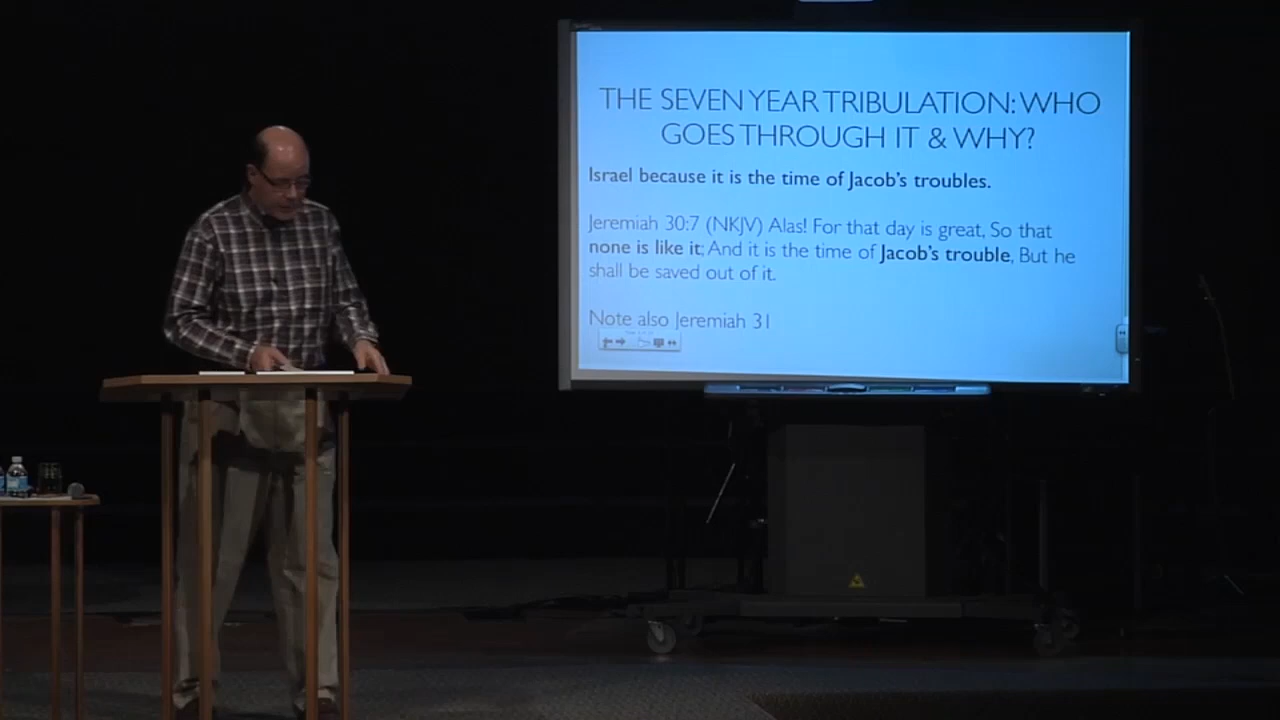 THE SEVEN YEAR TRIBULATION: WHO
GOES THROUGH IT & WHY?
Israel because it is the time of Jacob's troubles.
Jeremiah 30:7 (NKJV) Alas! For that day is great, So that
none is like it; And it is the time of Jacob's trouble, But he
shall be saved out of it.
Note also Jeremiah 31